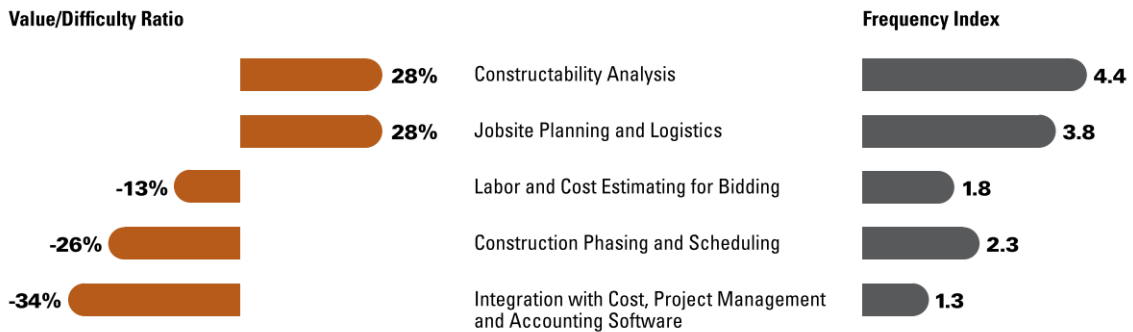 Value/Difficulty Ratio
Frequency Index
28%
Constructability Analysis
4.4
28%
Jobsite Planning and Logistics
3.8
-13%
Labor and Cost Estimating for Bidding
1.8
-26%
Construction Phasing and Scheduling
2.3
-34%
Integration with Cost, Project Management
and Accounting Software
1.3